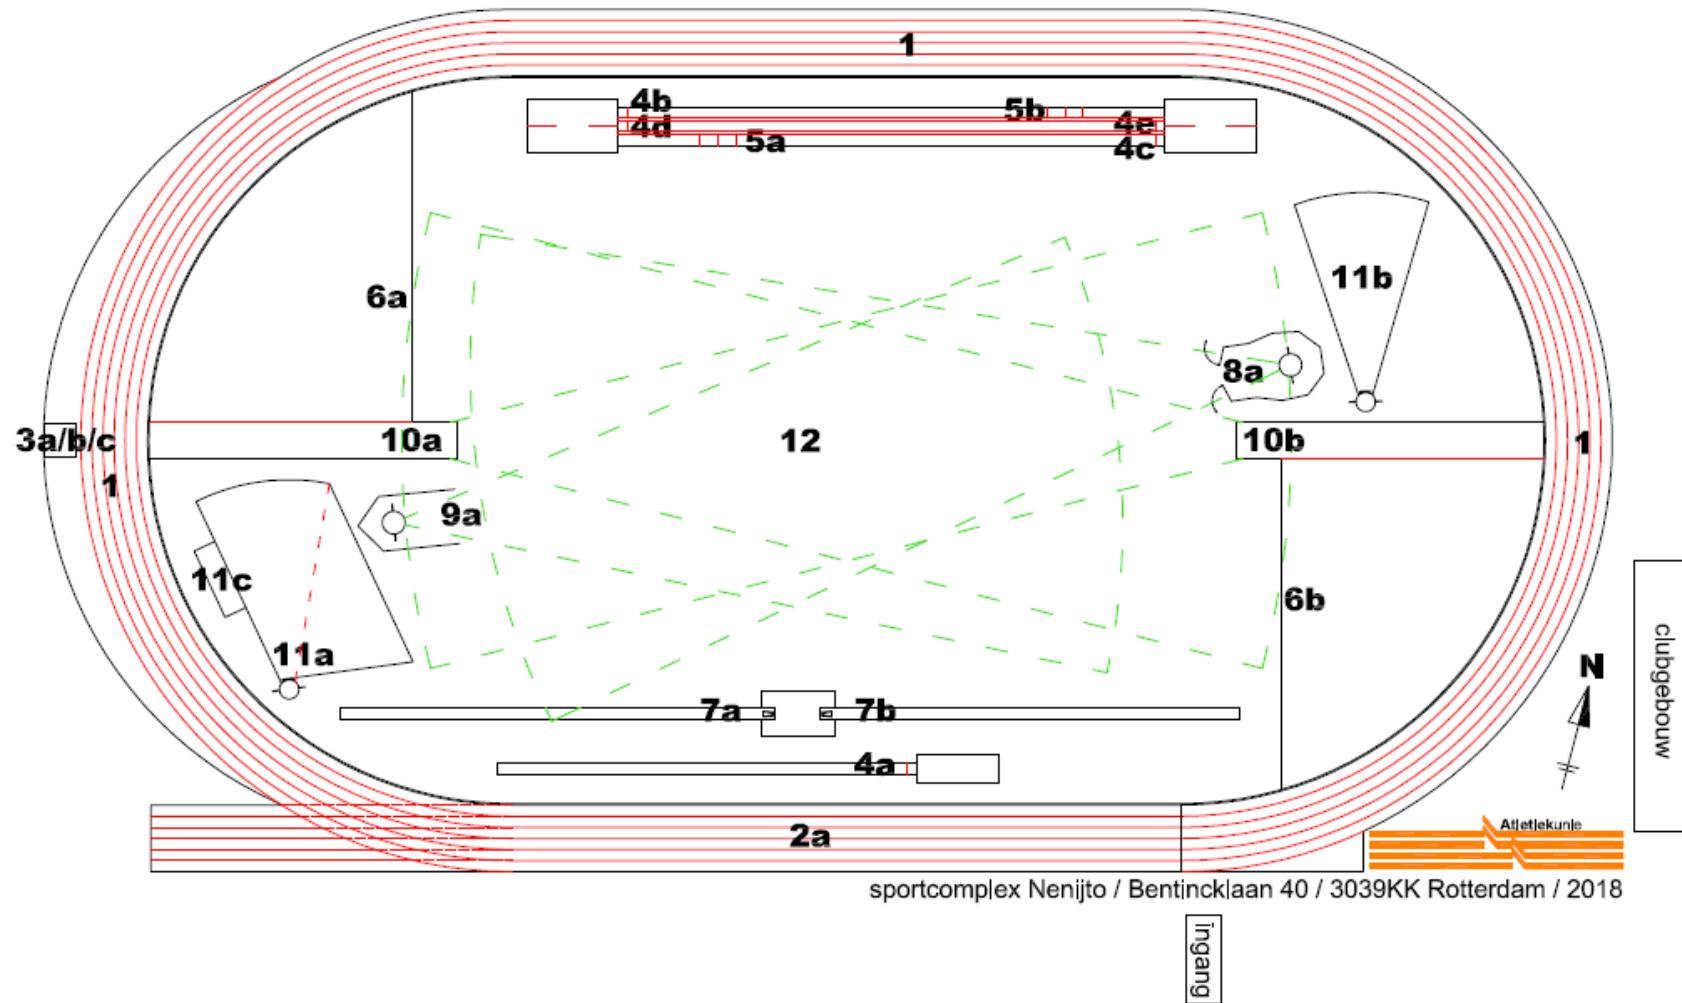 1
4b
5b
4d
4e
5a
4c
11b
6a
8a
3a/b/c
10a
12
10b
1
1
9a
11c
6b
11a
clubgebouw
N
7a
7b
4a
2a
Atletiekunie
sportcomplex Nenijto / Bentincklaan 40 / 3039KK Rotterdam / 2018
ingang